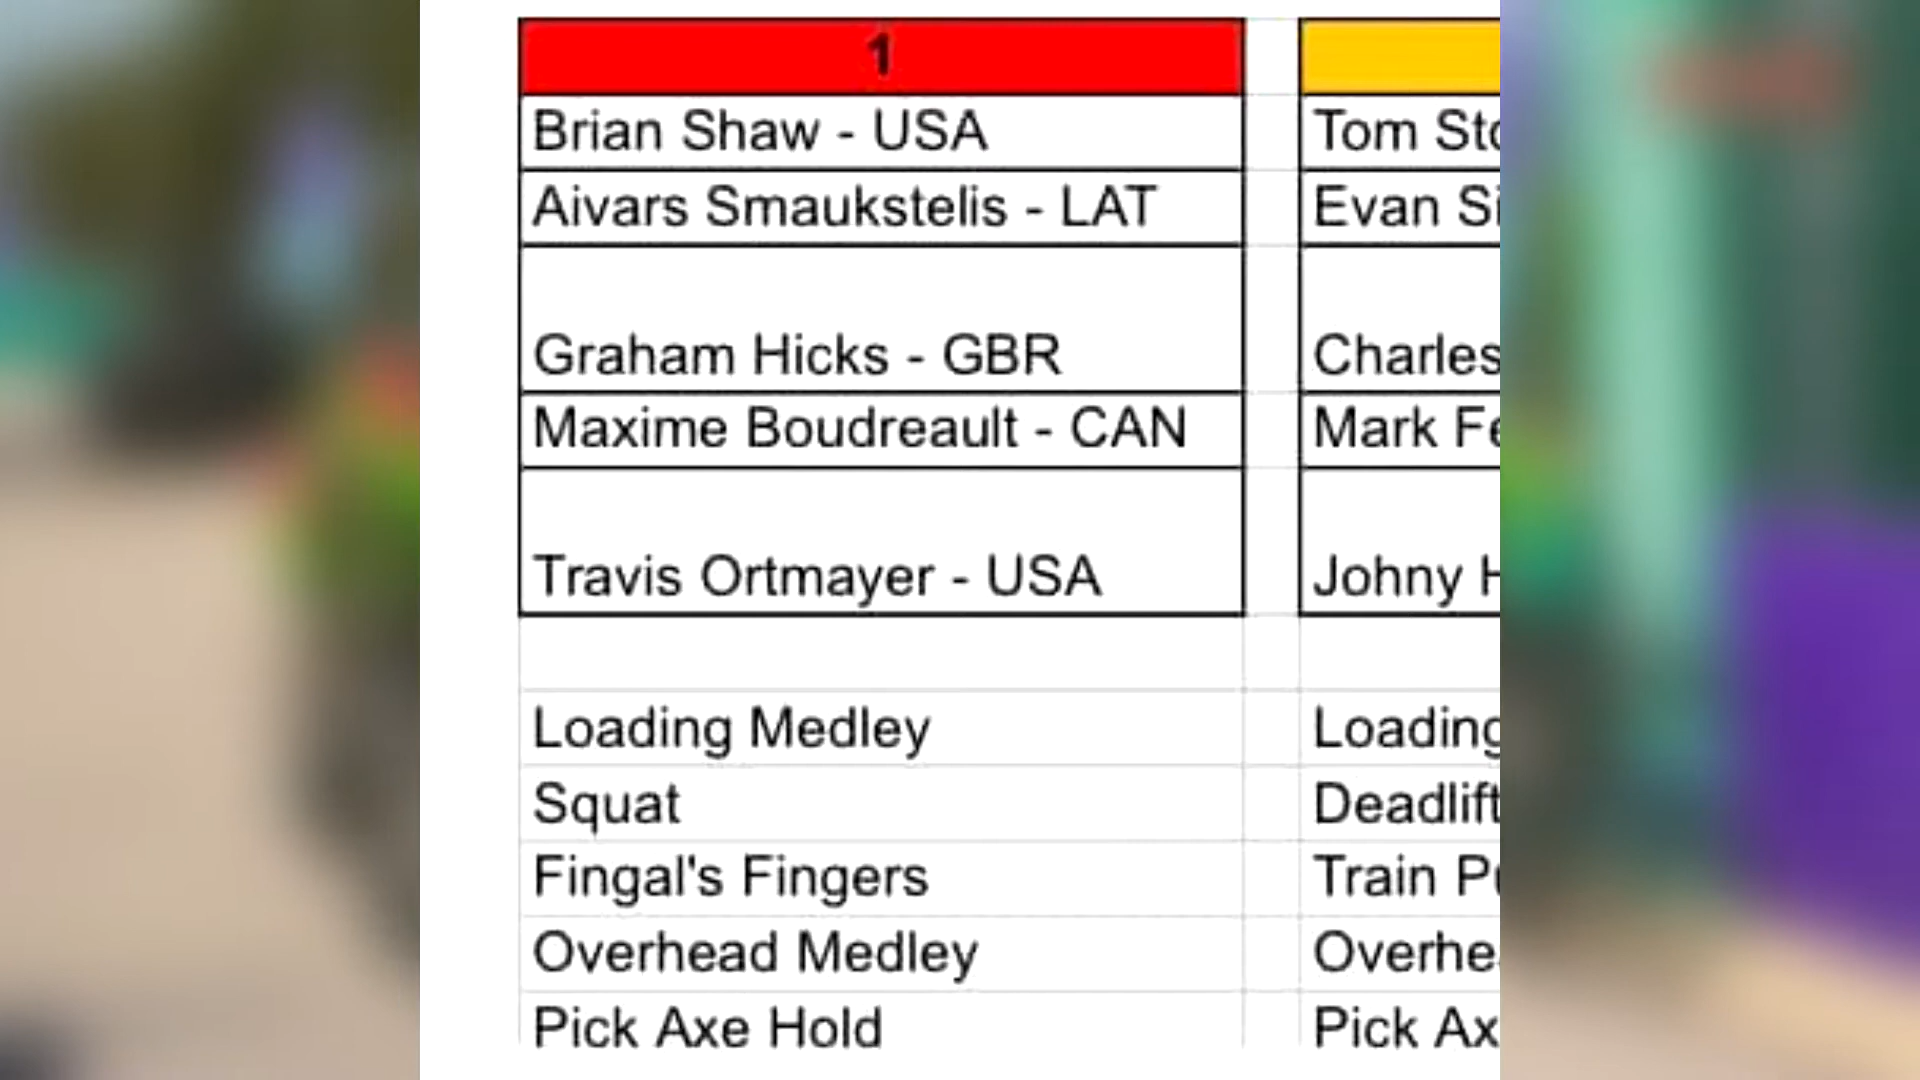 1
Brian Shaw - USA
Tom
Aivars Smaukstelis - LAT
Evan
Graham Hicks - GBR
Charles
Maxime Boudreault - CAN
Mark
Travis Ortmayer - USA
Johny
Loading Medley
Loading
Squat
Deadlift
Fingal's Fingers
Train
Overhead Medley
Pick Axe Hold
Pick